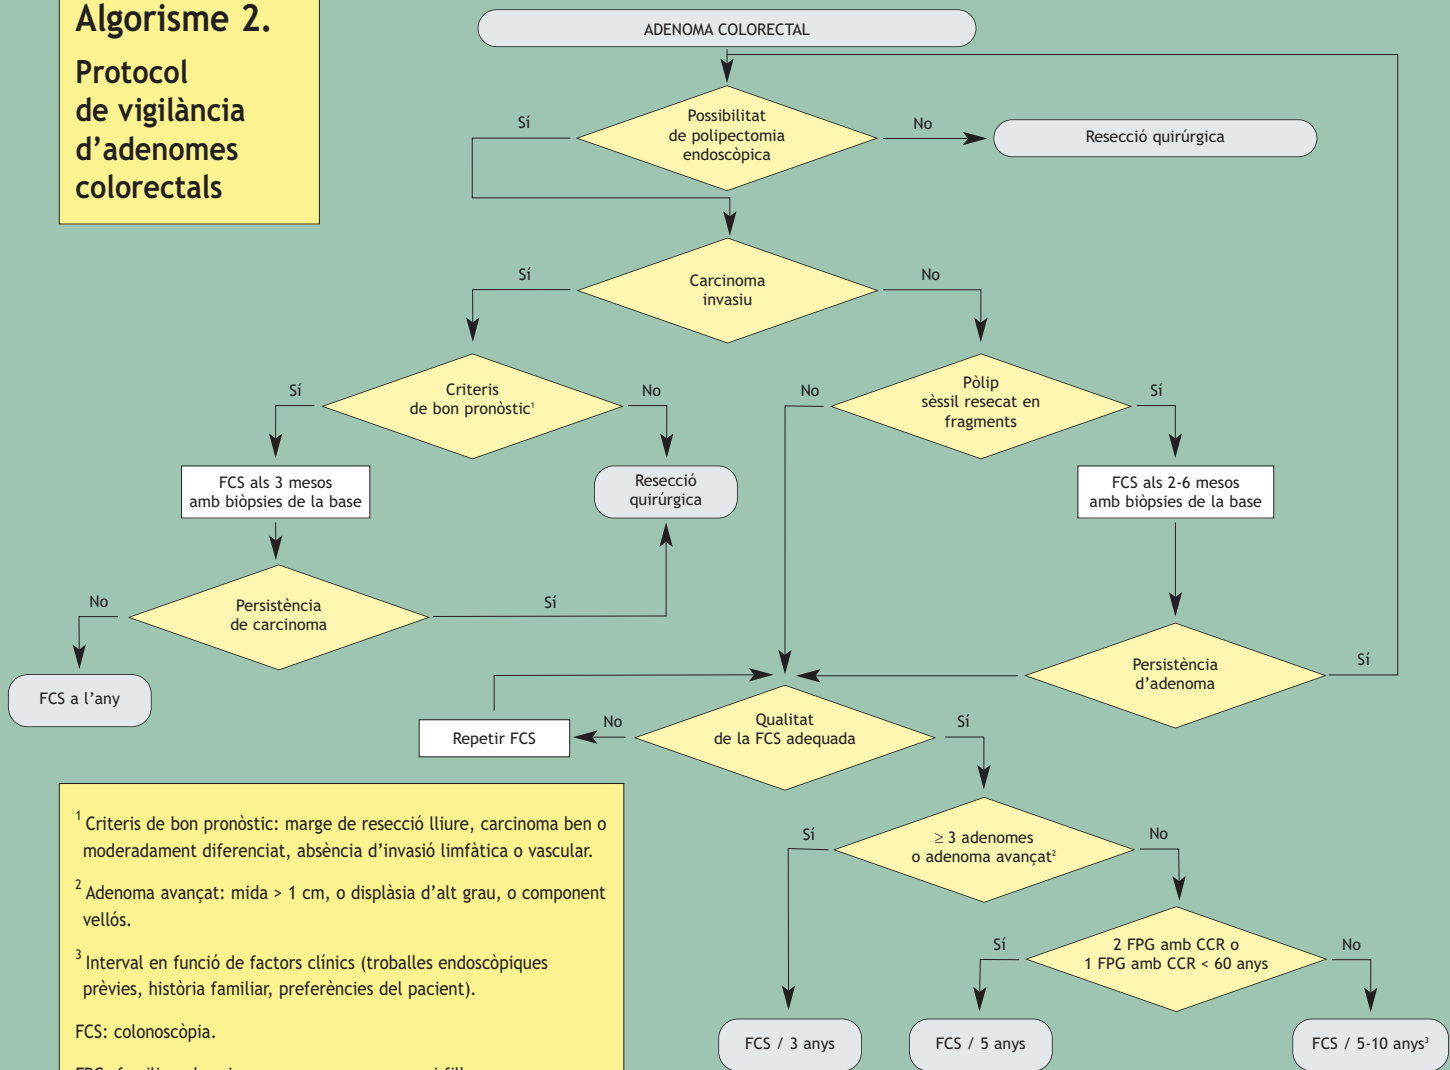 Algorisme 2.
Protocol
de vigilància
d'adenomes
colorectals
ADENOMA COLORECTAL
Possibilitat
de polipectomia
endoscòpica
Sí
No
Resecció quirúrgica
Carcinoma
invasiu
Sí
No
Criteris
de bon pronòstic¹
Sí
No
Pòlip
sèssil resecat en
fragments
No
Sí
FCS als 3 mesos
amb biòpsies de la base
Resecció
quirúrgica
FCS als 2-6 mesos
amb biòpsies de la base
Persistència
de carcinoma
No
Sí
Persistència
d'adenoma
Sí
FCS a l'any
Qualitat
de la FCS adequada
No
Sí
Repetir FCS
≥ 3 adenomes
o adenoma avançat²
Sí
No
2 FPG amb CCR o
1 FPG amb CCR < 60 anys
Sí
No
FCS / 3 anys
FCS / 5 anys
FCS / 5-10 anys³
¹ Criteris de bon pronòstic: marge de resecció lliure, carcinoma ben o
moderadament diferenciat, absència d'invasió limfàtica o vascular.
² Adenoma avançat: mida > 1 cm, o displàsia d'alt grau, o component
vellós.
³ Interval en funció de factors clínics (troballes endoscòpiques
prèvies, història familiar, preferències del pacient).
FCS: colonoscòpia.